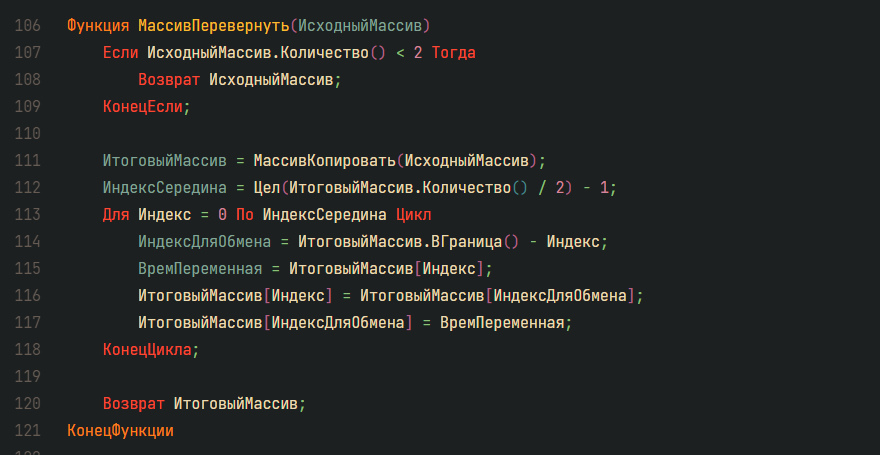 106 Функция МассивПеревернуть(ИсходныйМассив)
107     Если ИсходныйМассив.Количество() < 2 Тогда
108         Возврат ИсходныйМассив;
109     КонецЕсли;
110
111     ИтоговыйМассив = МассивКопировать(ИсходныйМассив);
112     ИндексСередина = Цел(ИтоговыйМассив.Количество() / 2) - 1;
113     Для Индекс = 0 По ИндексСередина Цикл
114         ИндексДляОбмена = ИтоговыйМассив.ВГраница() - Индекс;
115         ВремПеременная = ИтоговыйМассив[Индекс];
116         ИтоговыйМассив[Индекс] = ИтоговыйМассив[ИндексДляОбмена];
117         ИтоговыйМассив[ИндексДляОбмена] = ВремПеременная;
118     КонецЦикла;
119
120     Возврат ИтоговыйМассив;
121 КонецФункции